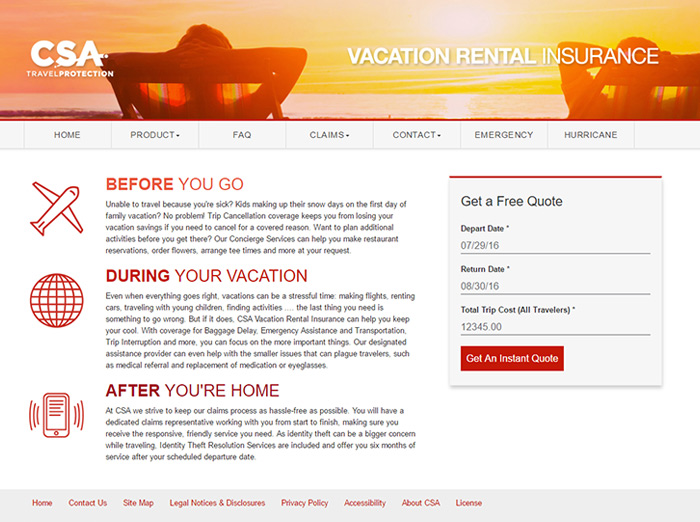 CSA
TRAVELPROTECTION
VACATION RENTAL INSURANCE
HOME
PRODUCT
FAQ
CLAIMS
CONTACT
EMERGENCY
HURRICANE
BEFORE YOU GO
Unable to travel because you're sick? Kids making up their snow days on the first day of
family vacation? No problem! Trip Cancellation coverage keeps you from losing your
vacation savings if you need to cancel for a covered reason. Want to plan additional
activities before you get there? Our Concierge Services can help you make restaurant
reservations, order flowers, arrange tee times and more at your request.
DURING YOUR VACATION
Even when everything goes right, vacations can be a stressful time: making flights, renting
cars, traveling with young children, finding activities .... the last thing you need is
something to go wrong. But if it does, CSA Vacation Rental Insurance can help you keep
your cool. With coverage for Baggage Delay, Emergency Assistance and Transportation,
Trip Interruption and more, you can focus on the more important things. Our designated
assistance provider can even help with the smaller issues that can plague travelers, such
as medical referral and replacement of medication or eyeglasses.
AFTER YOU'RE HOME
At CSA we strive to keep our claims process as hassle-free as possible. You will have a
dedicated claims representative working with you from start to finish, making sure you
receive the responsive, friendly service you need. As identity theft can be a bigger concern
while traveling, Identity Theft Resolution Services are included and offer you six months of
service after your scheduled departure date.
Get a Free Quote
Depart Date *
07/29/16
Return Date *
08/30/16
Total Trip Cost (All Travelers) *
12345.00
Get An Instant Quote
Home
Contact Us
Site Map
Legal Notices & Disclosures
Privacy Policy
Accessibility
About CSA
License